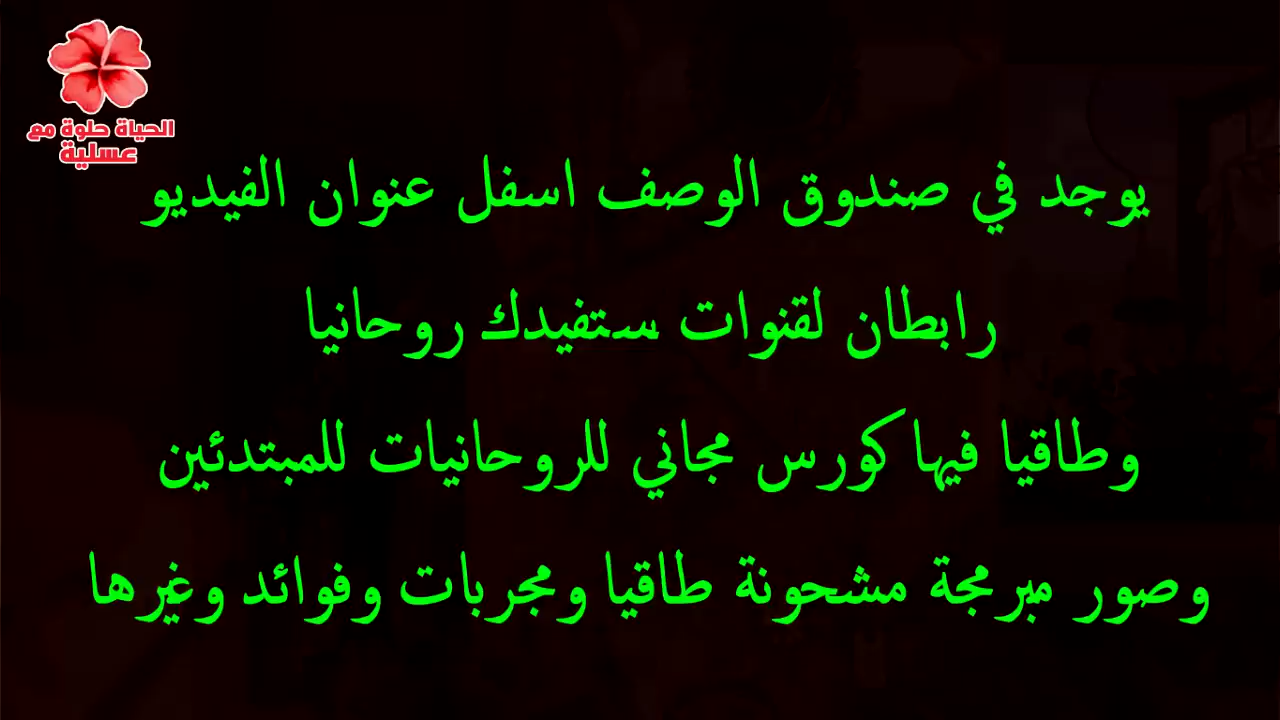 الحياة حلوة مع
عسلية
يوجد في صندوق الوصف اسفل عنوان الفيديو
رابطان لقنوات ستفيدك روحانيا
وطاقيا فيها كورس مجاني للروحانيات للمبتدئين
وصور مبرمجة مشحونة طاقيا ومجربات وفوائد وغيرها